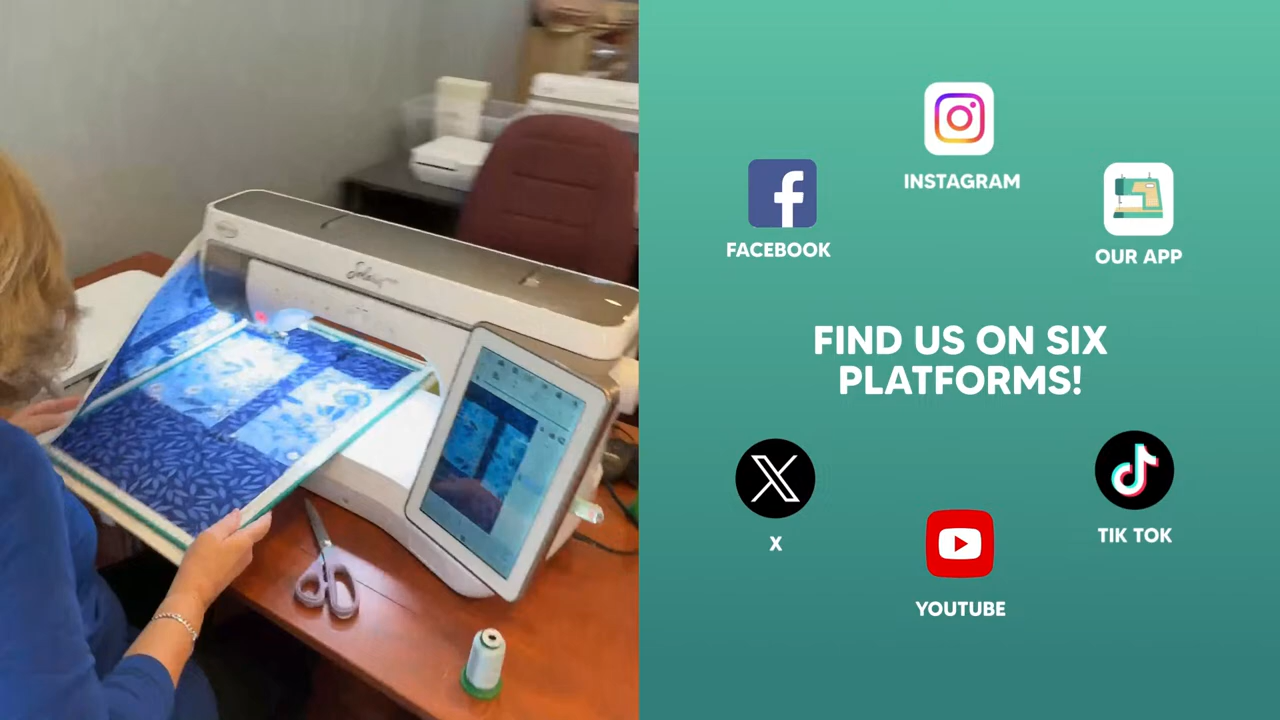 INSTAGRAM
FACEBOOK
OUR APP
FIND US ON SIX
PLATFORMS!
X
TIK TOK
YOUTUBE